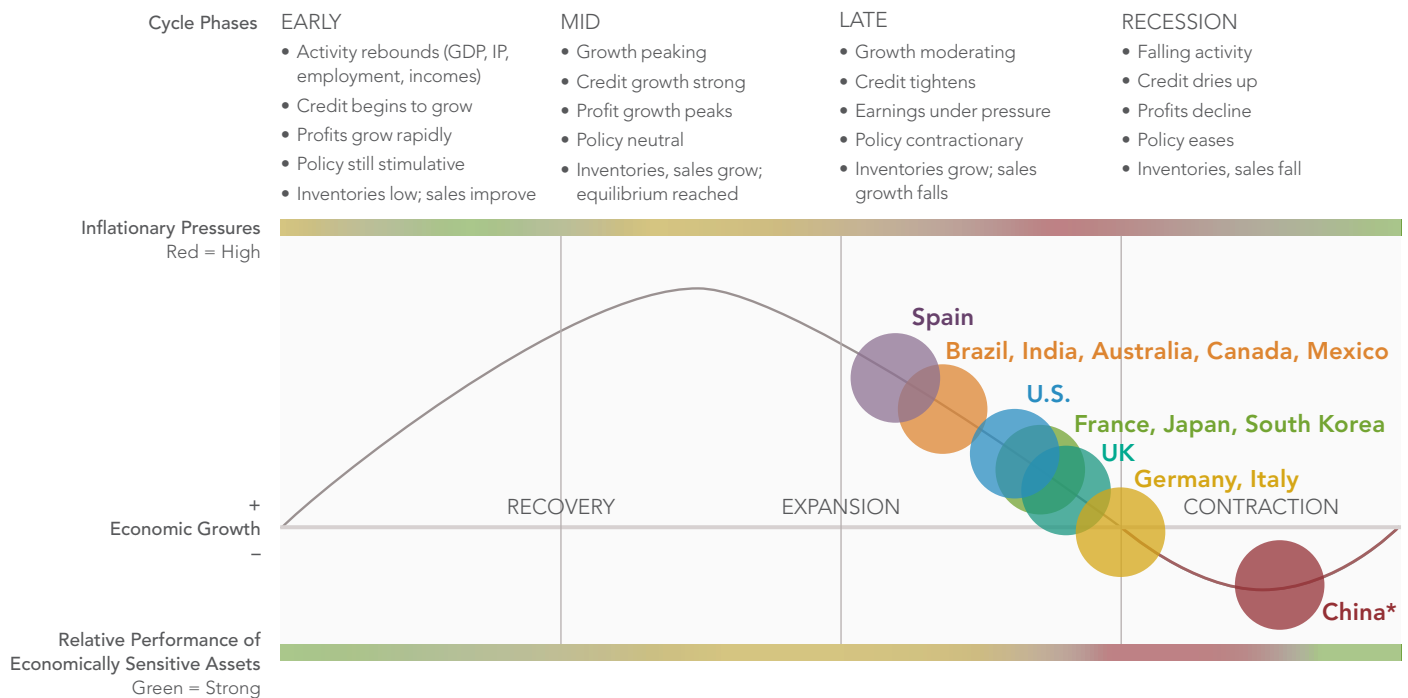 Cycle Phases
EARLY
• Activity rebounds (GDP, IP,
employment, incomes)
• Credit begins to grow
• Profits grow rapidly
• Policy still stimulative
• Inventories low; sales improve
MID
• Growth peaking
• Credit growth strong
• Profit growth peaks
• Policy neutral
• Inventories, sales grow;
equilibrium reached
LATE
• Growth moderating
• Credit tightens
• Earnings under pressure
• Policy contractionary
• Inventories grow; sales
growth falls
RECESSION
• Falling activity
• Credit dries up
• Profits decline
• Policy eases
• Inventories, sales fall
Inflationary Pressures
Red = High
Spain
Brazil, India, Australia, Canada, Mexico
U.S.
France, Japan, South Korea
UK
Germany, Italy
RECOVERY
EXPANSION
CONTRACTION
+
Economic Growth
–
China*
Relative Performance of
Economically Sensitive Assets
Green = Strong